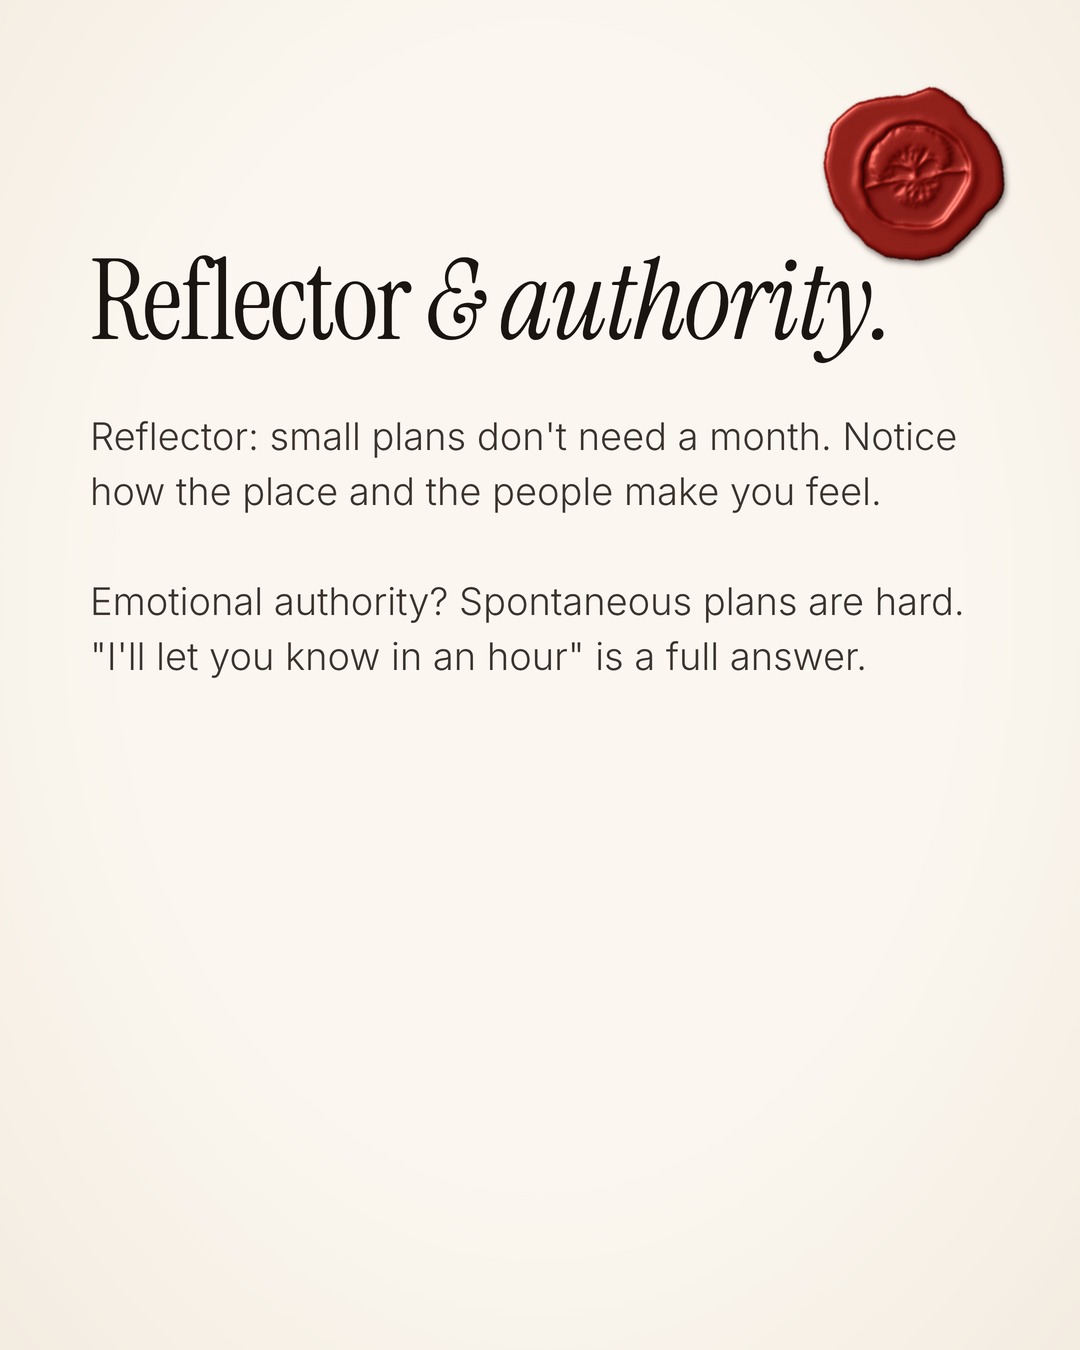 Reflector & authority.
Reflector: small plans don't need a month. Notice
how the place and the people make you feel.
Emotional authority? Spontaneous plans are hard.
"I'll let you know in an hour" is a full answer.